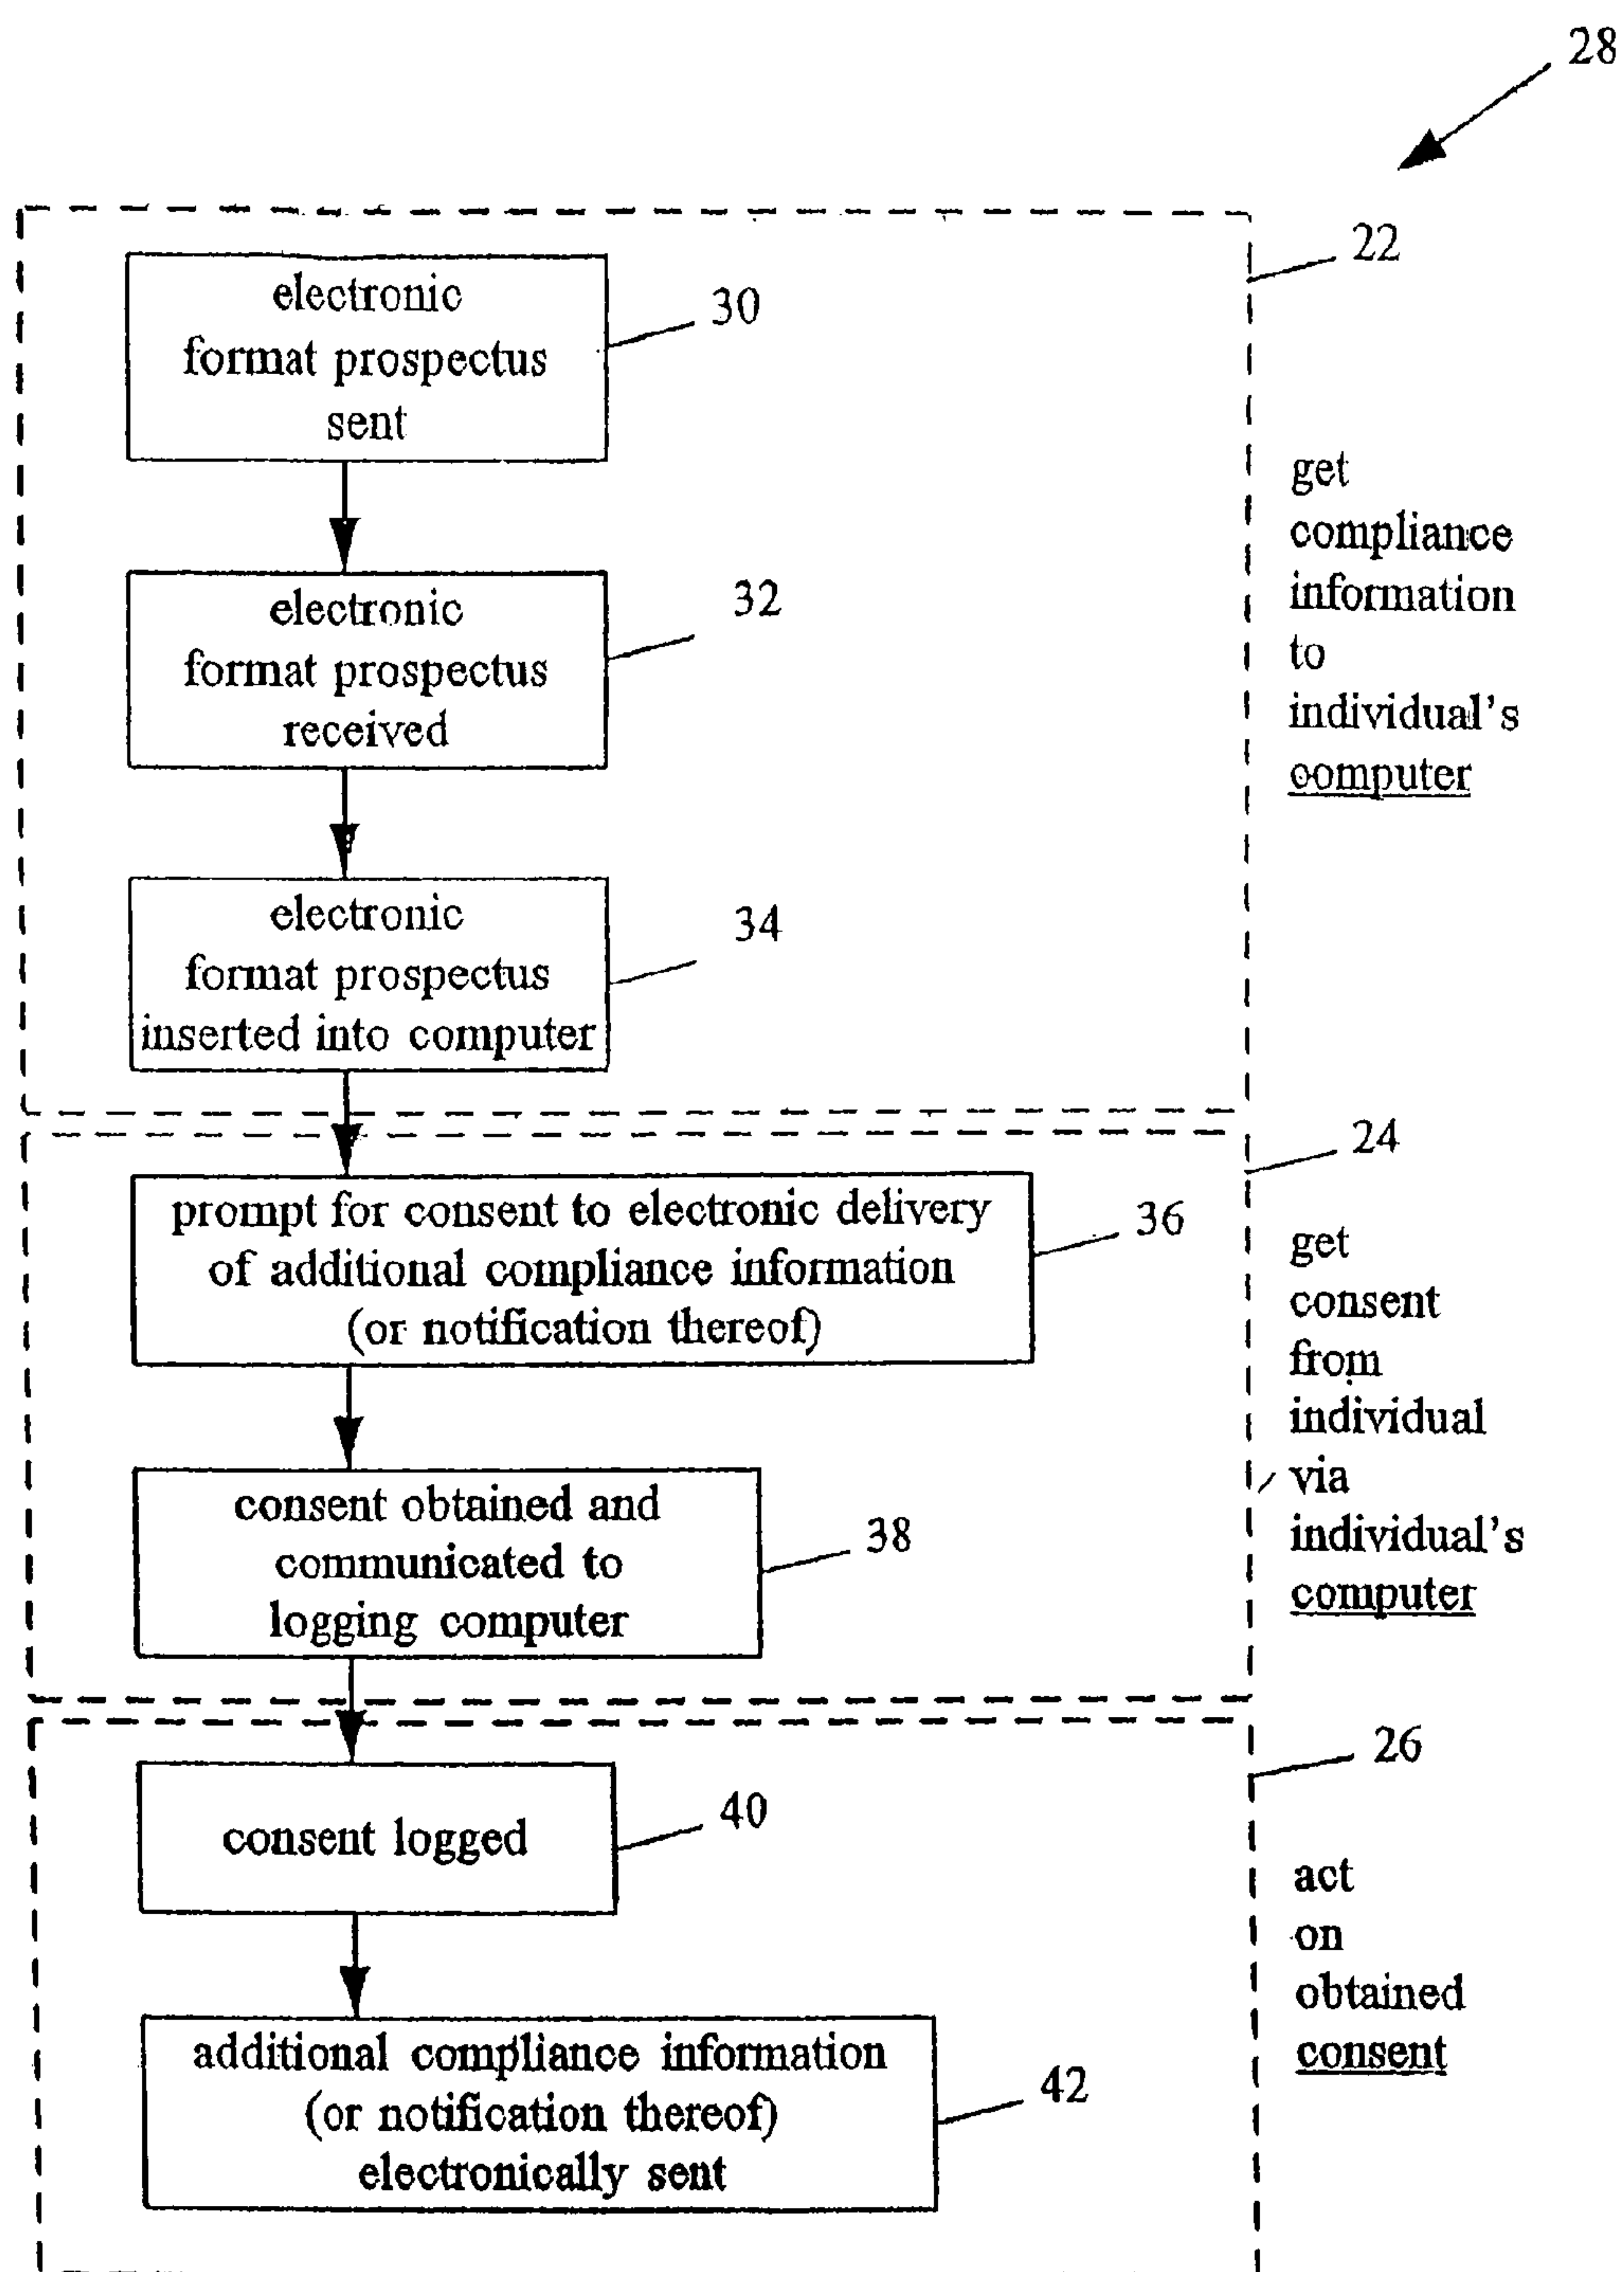 28
22
electronic
format prospectus
sent
30
electronic
format prospectus
received
32
electronic
format prospectus
inserted into computer
34
get
compliance
information
to
individual's
computer
24
prompt for consent to electronic delivery
of additional compliance information
(or notification thereof)
36
consent obtained and
communicated to
logging computer
38
get
consent
from
individual
via
individual's
computer
26
consent logged
40
additional compliance information
(or notification thereof)
electronically sent
42
act
on
obtained
consent